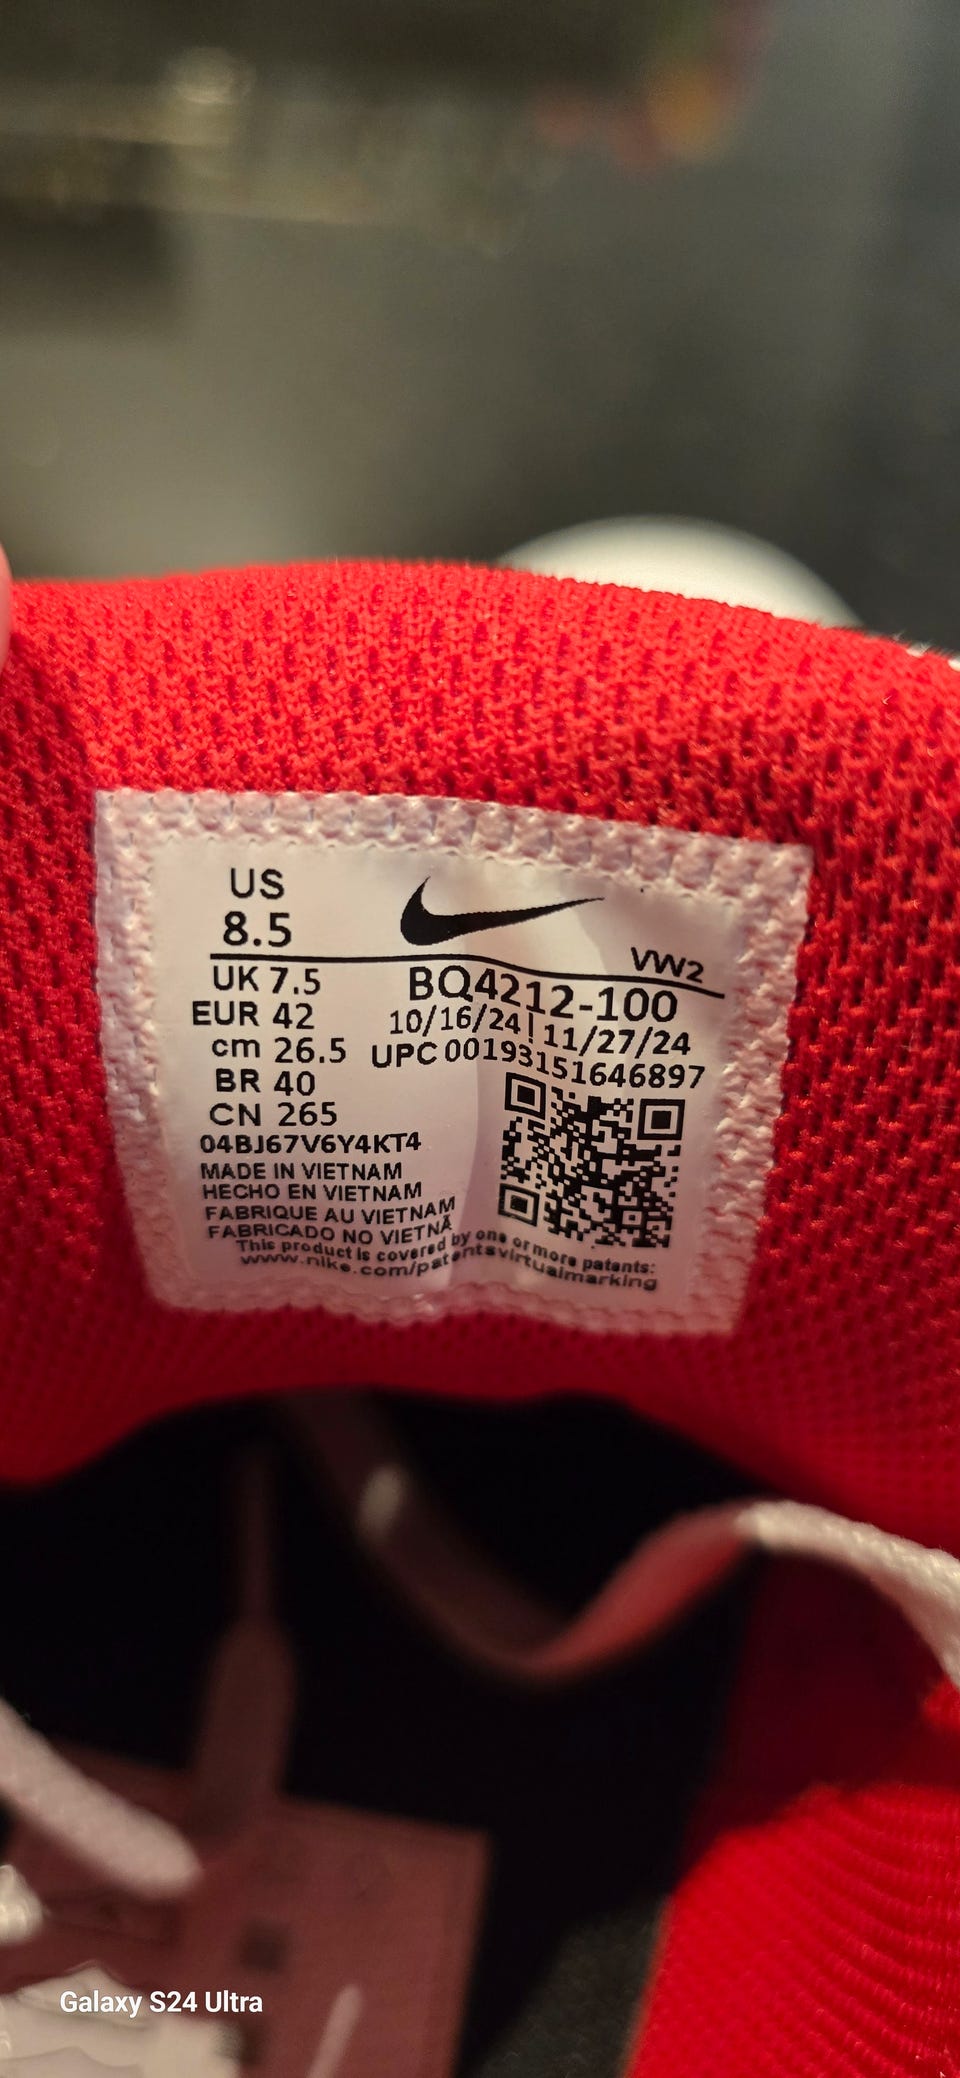 US
8.5
VW2
UK 7.5
BQ4212-100
EUR 42
10/16/24 | 11/27/24
cm 26.5
UPC 00193151646897
BR 40
CN 265
04BJ67V6Y4KT4
MADE IN VIETNAM
HECHO EN VIETNAM
FABRIQUE AU VIETNAM
FABRICADO NO VIETNÃ
This product is covered by one or more patents:
www.nike.com/patentsvirtualmarking
Galaxy S24 Ultra